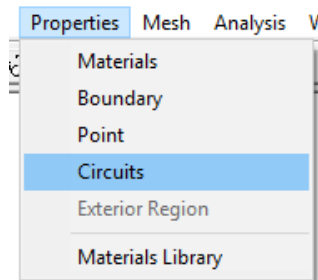 Properties Mesh Analysis
Materials
Boundary
Point
Circuits
Exterior Region
Materials Library